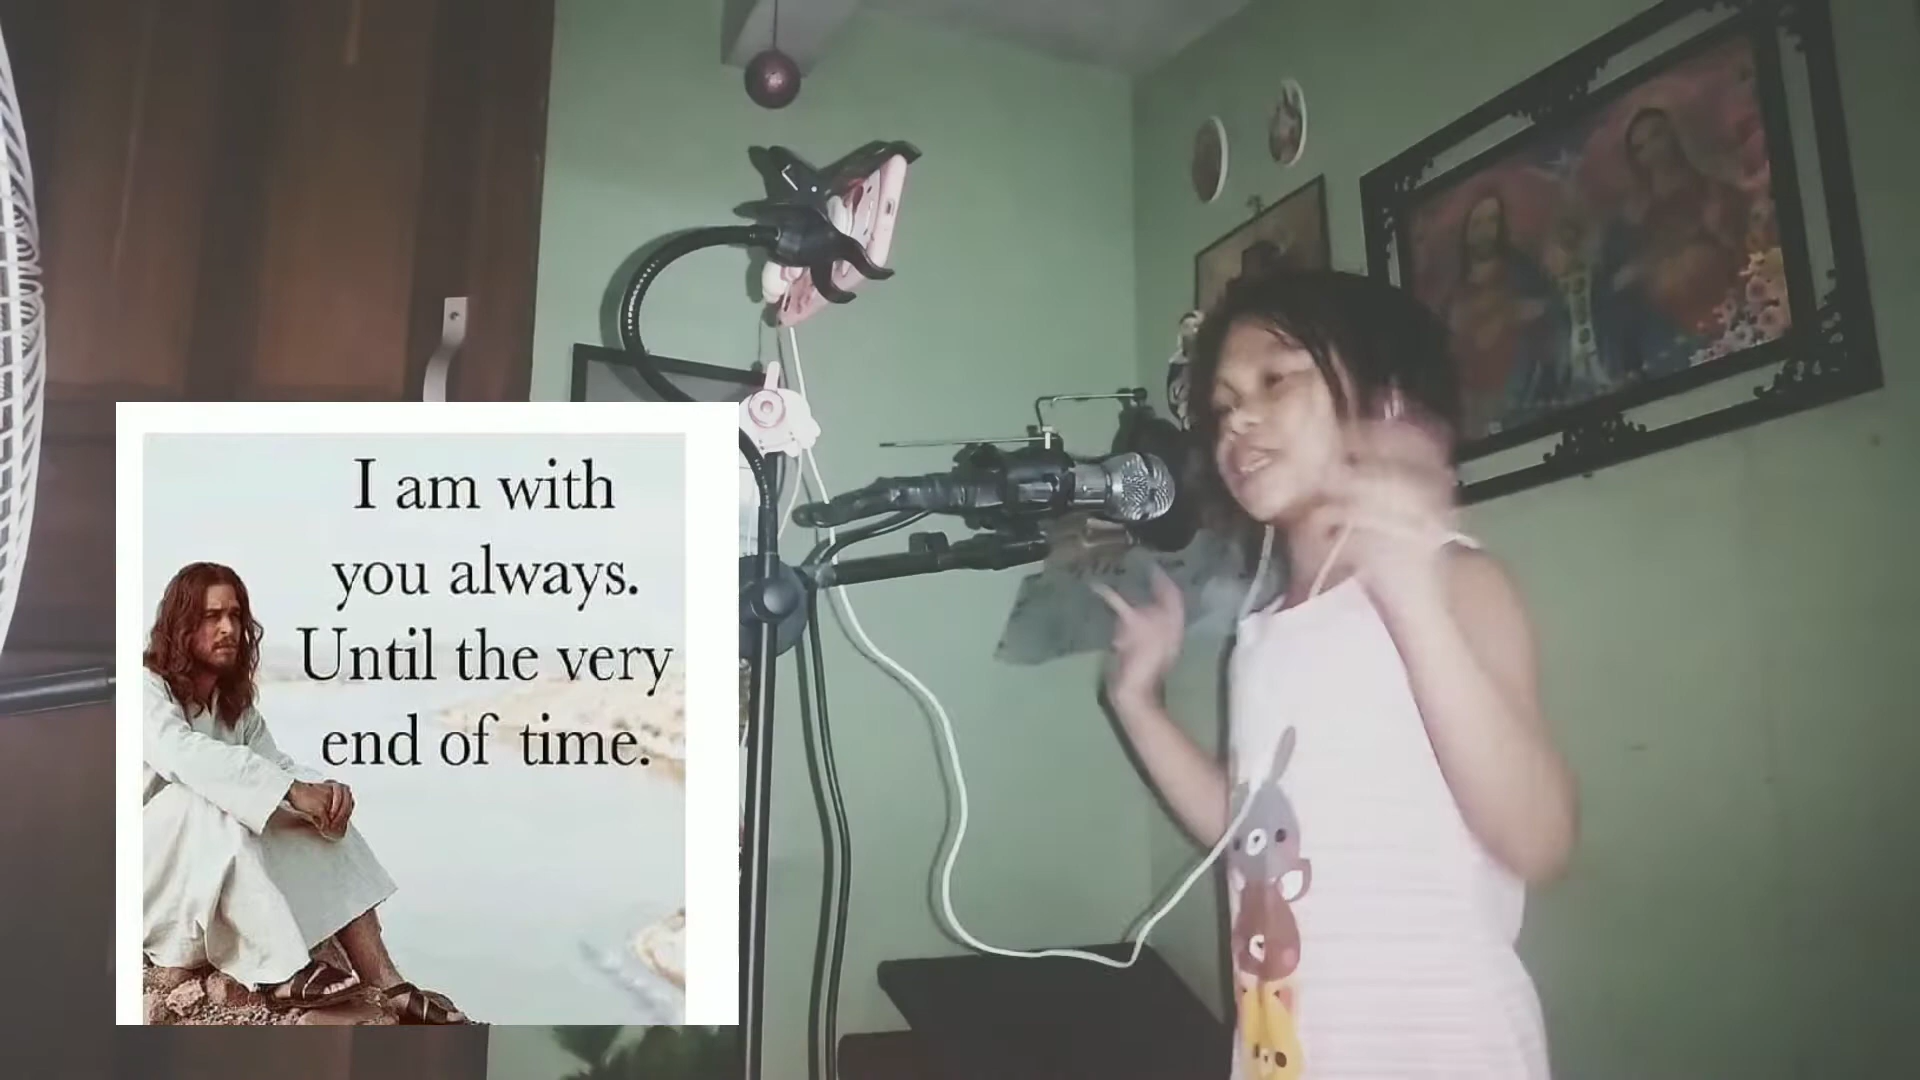 I am with
you always.
Until the very
end of time.